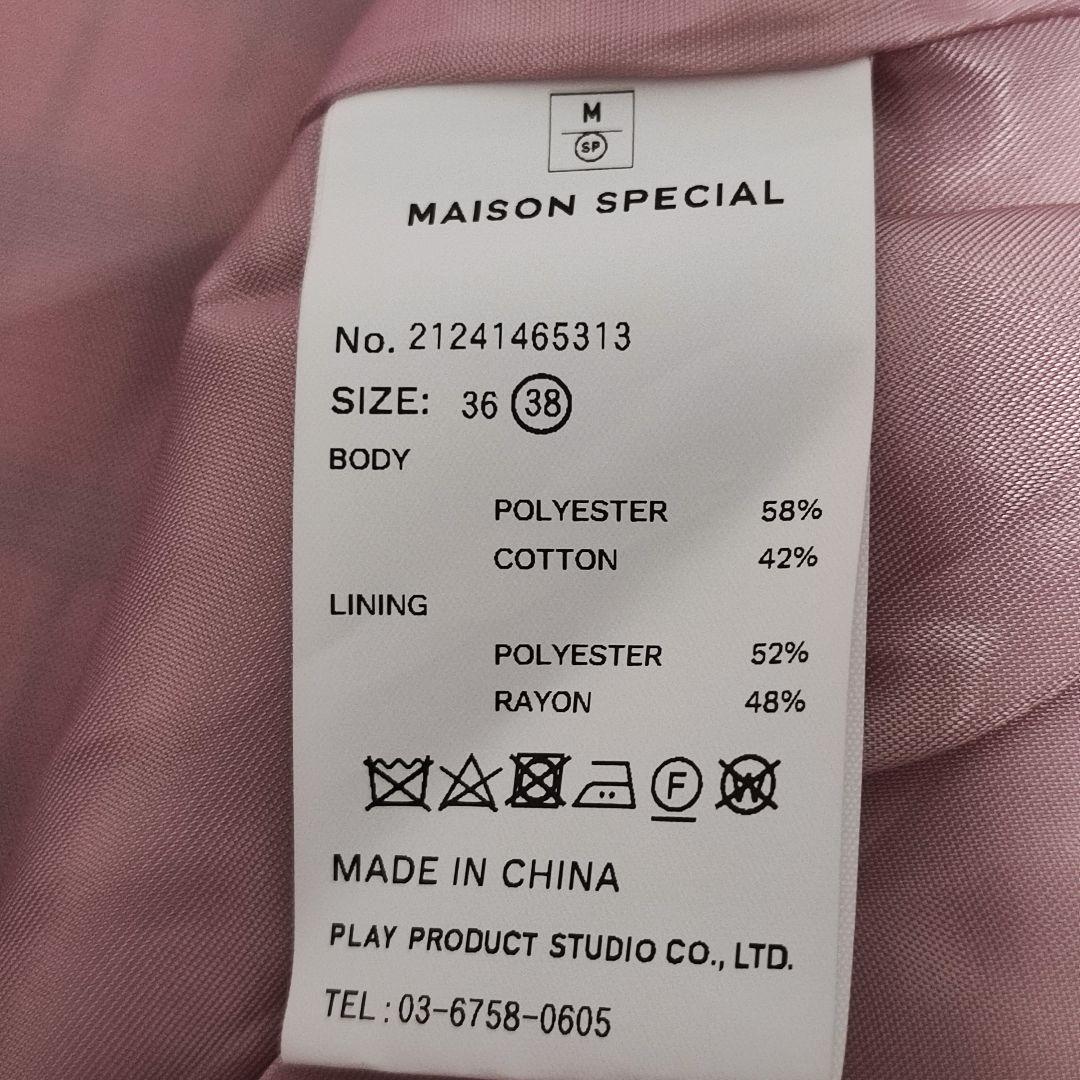 M
SP
MAISON SPECIAL
No. 21241465313
SIZE: 36 38
BODY
POLYESTER 58%
COTTON 42%
LINING
POLYESTER 52%
RAYON 48%
F W
MADE IN CHINA
PLAY PRODUCT STUDIO CO., LTD.
TEL : 03-6758-0605